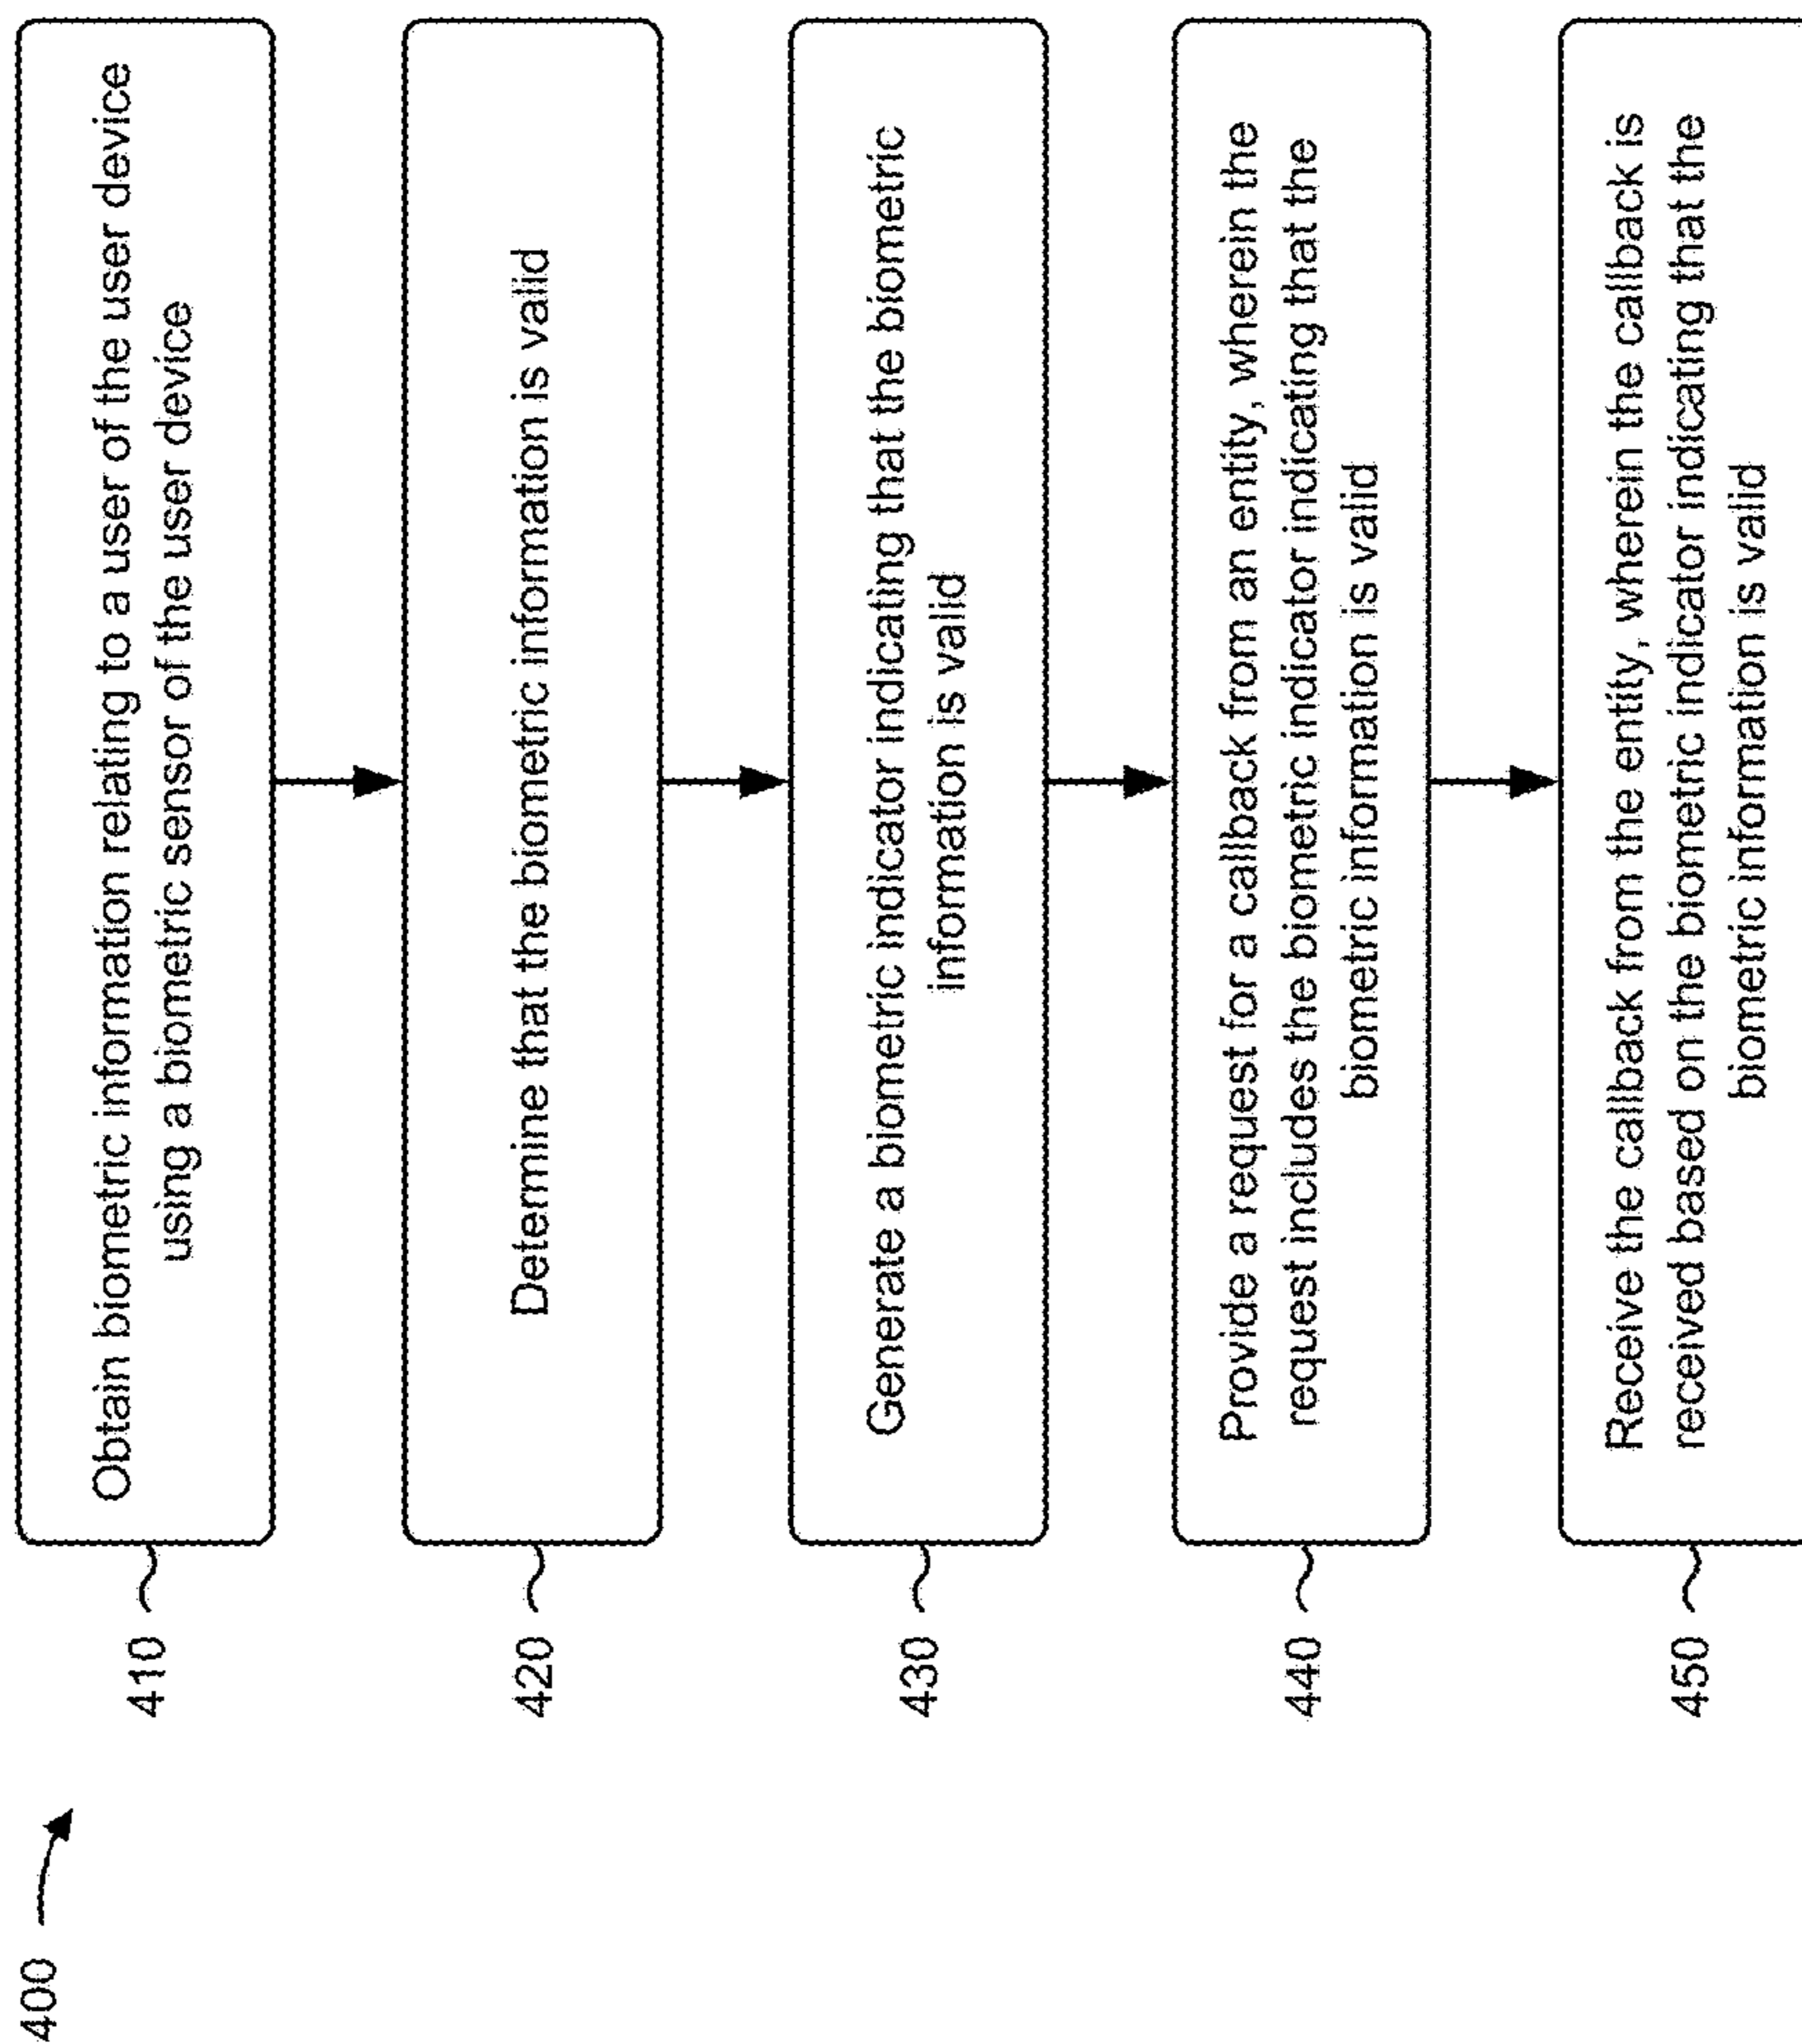 400
410
Obtain biometric information relating to a user of the user device
using a biometric sensor of the user device
420
Determine that the biometric information is valid
430
Generate a biometric indicator indicating that the biometric
information is valid
440
Provide a request for a callback from an entity, wherein the
request includes the biometric indicator indicating that the
biometric information is valid
450
Receive the callback from the entity, wherein the callback is
received based on the biometric indicator indicating that the
biometric information is valid